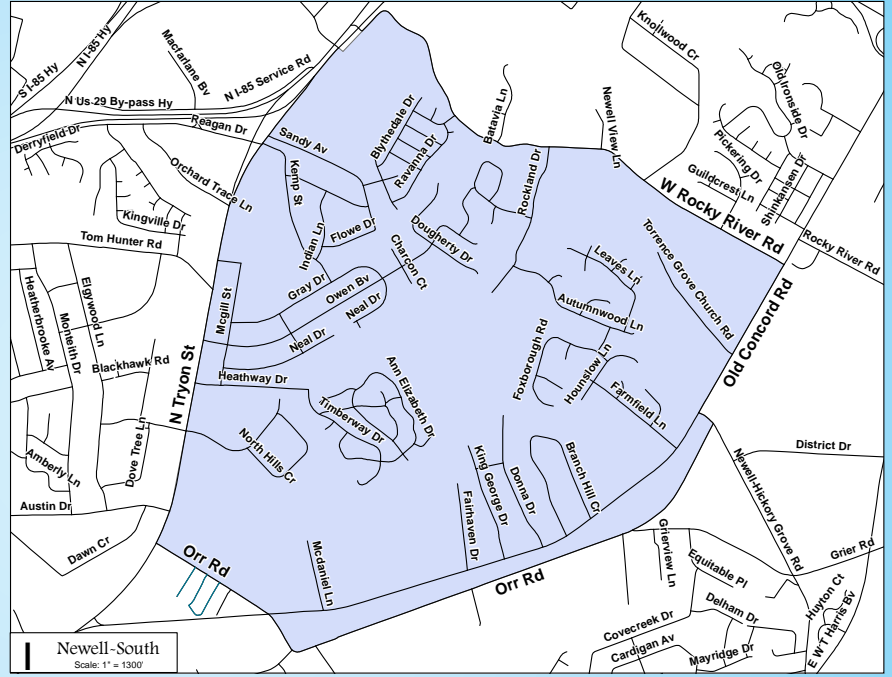 Knollwood Cr
N I-85 Hy
S I-85 Hy
Macfarlane Bv
N I-85 Service Rd
Old Ironside Dr
N Us 29 By-pass Hy
Reagan Dr
Derryfield Dr
Sandy Av
Blythedale Dr
Ravanna Dr
Batavia Ln
Newell View Ln
Pickering Dr
Guildcrest Ln
Shinkansen Dr
Orchard Trace Ln
Kemp St
Rockland Dr
W Rocky River Rd
Rocky River Rd
Kingville Dr
Tom Hunter Rd
Indian Ln
Flowe Dr
Dougherty Dr
Charcon Ct
Torrence Grove Church Rd
Leaves Ln
Gray Dr
Owen Bv
Neal Dr
Autumnwood Ln
Old Concord Rd
Heatherbrooke Av
Elgywood Ln
Monteith Dr
Mcgill St
Neal Dr
Blackhawk Rd
N Tryon St
Heathway Dr
Ann Elizabeth Dr
Foxborough Rd
Hounslow Ln
Farmfield Ln
Timberway Dr
North Hills Cr
Dove Tree Ln
Amberly Ln
King George Dr
Donna Dr
Branch Hill Cr
Fairhaven Dr
District Dr
Newell-Hickory Grove Rd
Austin Dr
Dawn Cr
Orr Rd
Mcdaniel Ln
Orr Rd
Grierview Ln
Equitable Pl
Grier Rd
Delham Dr
Huyton Ct
E W T Harris Bv
Covecreek Dr
Cardigan Av
Mayridge Dr
Newell-South
Scale: 1" = 1300'